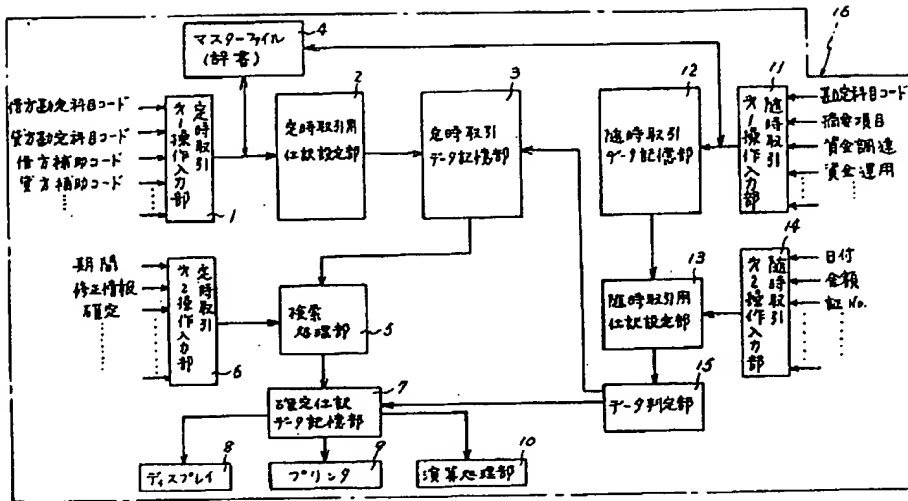 16
マスターファイル
(辞書)
4
借方勘定科目コード
貸方勘定科目コード
借方補助コード
貸方補助コード
定時取引
オ1操作入力部
1
定時取引用
仕訳設定部
2
定時取引
データ記憶部
3
随時取引
データ記憶部
12
随時取引
オ1操作入力部
11
勘定科目コード
摘要項目
資金調達
資金運用
期間
修正情報
確定
定時取引
オ2操作入力部
6
検索
処理部
5
随時取引用
仕訳設定部
13
随時取引
オ2操作入力部
14
日付
金額
証No.
確定仕訳
データ記憶部
7
データ判定部
15
ディスプレイ
8
プリンタ
9
演算処理部
10